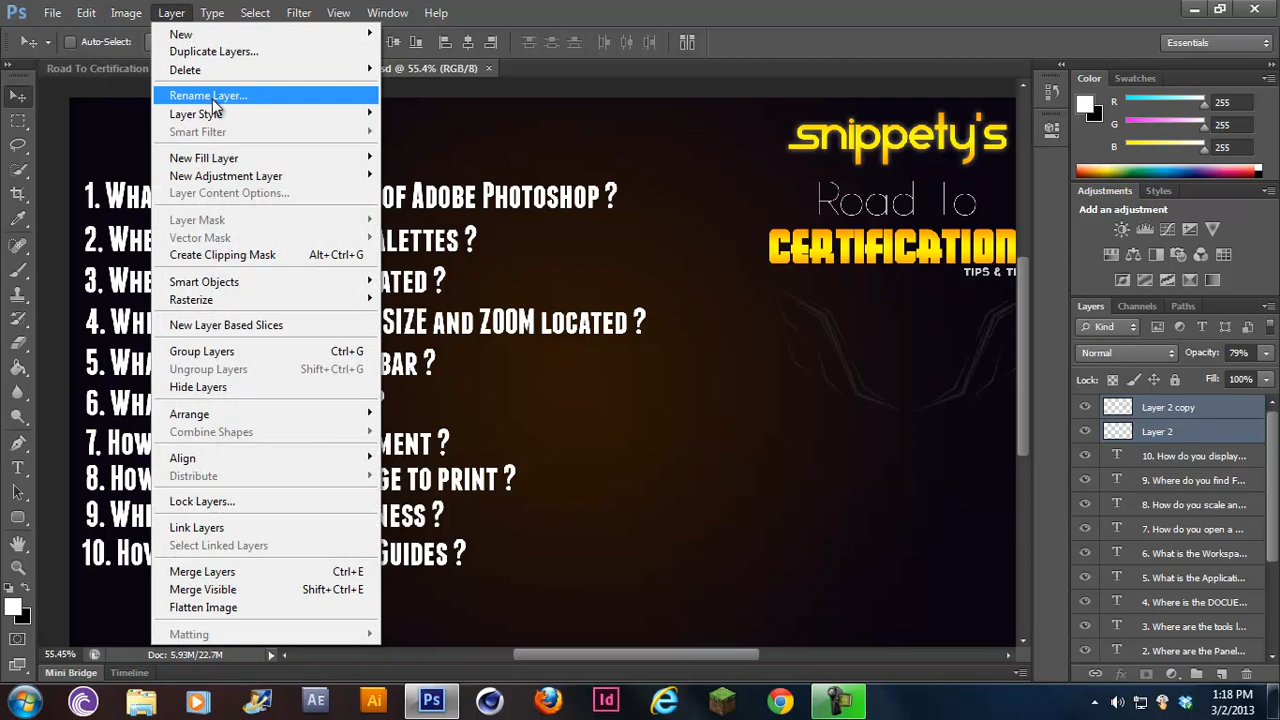 Ps File Edit Image Layer Type Select Filter View Window Help
Auto-Select: Essentials
Road To Certification sd @ 55.4% (RGB/8) ×
New
Duplicate Layers...
Delete
Rename Layer...
Layer Style
Smart Filter
New Fill Layer
New Adjustment Layer
Layer Content Options...
Layer Mask
Vector Mask
Create Clipping Mask Alt+Ctrl+G
Smart Objects
Rasterize
New Layer Based Slices
Group Layers Ctrl+G
Ungroup Layers Shift+Ctrl+G
Hide Layers
Arrange
Combine Shapes
Align
Distribute
Lock Layers...
Link Layers
Select Linked Layers
Merge Layers Ctrl+E
Merge Visible Shift+Ctrl+E
Flatten Image
Matting
1. Wha of Adobe Photoshop ?
2. Whe alettes ?
3. Whe ated ?
4. Whi SIZE and ZOOM located ?
5. Wha bar ?
6. Wha ?
7. How ment ?
8. How ge to print ?
9. Whe ness ?
10. How Guides ?
snippety's
Road To
CERTIFICATION
TIPS & TI
Color Swatches
R 255
G 255
B 255
Adjustments Styles
Add an adjustment
Layers Channels Paths
Kind
Normal Opacity: 79%
Lock: Fill: 100%
Layer 2 copy
Layer 2
T 10. How do you display...
T 9. Where do you find F...
T 8. How do you scale an...
T 7. How do you open a ...
T 6. What is the Workspa...
T 5. What is the Applicati...
T 4. Where is the DOCUE...
T 3. Where are the tools l...
T 2. Where are the Panel...
55.45% Doc: 5.93M/22.7M
Mini Bridge Timeline
Ae Ai Ps Id
1:18 PM
3/2/2013